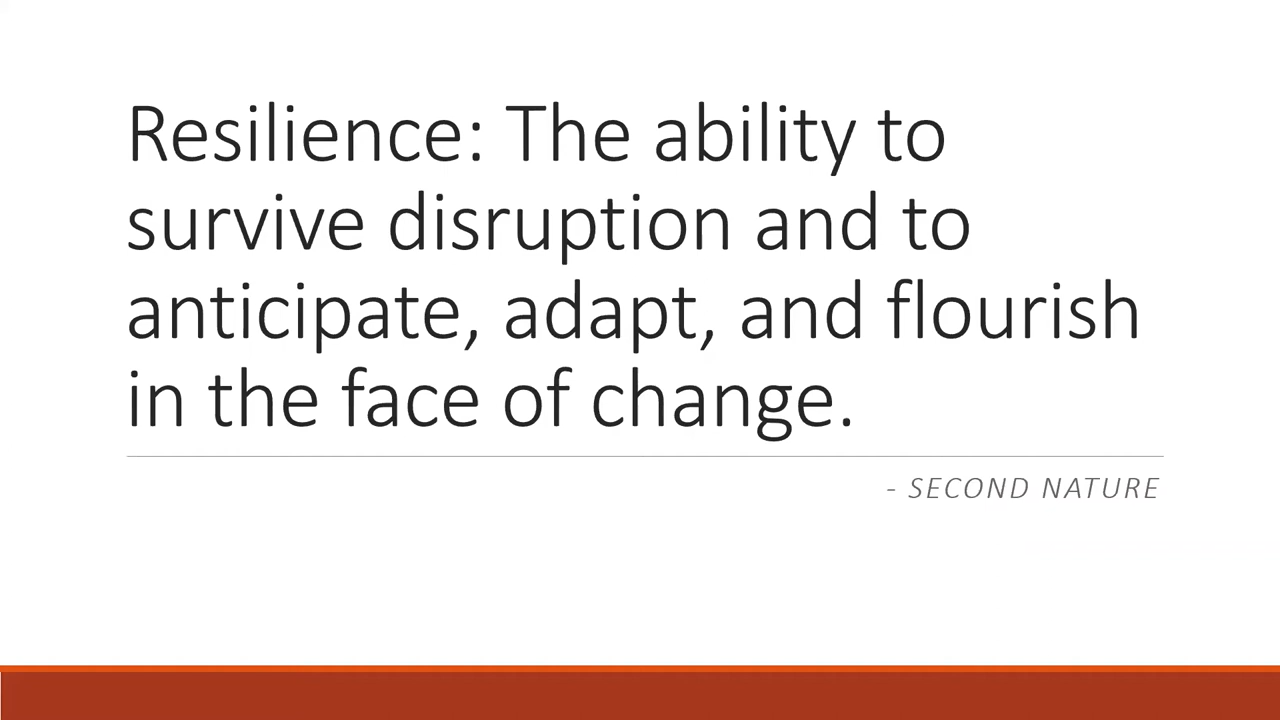 Resilience: The ability to
survive disruption and to
anticipate, adapt, and flourish
in the face of change.
- SECOND NATURE